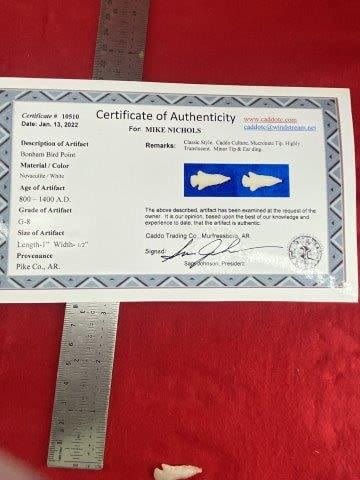 Certificate # 10510
Date: Jan. 13, 2022
Certificate of Authenticity
For MIKE NICHOLS
www.caddotc.com
caddotc@windstream.net
Description of Artifact
Bonham Bird Point
Material / Color
Novaculite / White
Age of Artifact
800 – 1400 A.D.
Grade of Artifact
G-8
Size of Artifact
Length-1" Width- 1/2"
Provenance
Pike Co., AR.
Remarks: Classic Style. Caddo Culture, Mucronate Tip. Highly
Translucent. Minor Tip & Ear ding.
As described, artifact has been examined at the request of the
owner. It is our opinion, based upon the best of our knowledge and
experience to date, that the artifact is authentic.
Caddo Trading Co., Murfreesboro, AR
Signed:
Sam Johnson, President